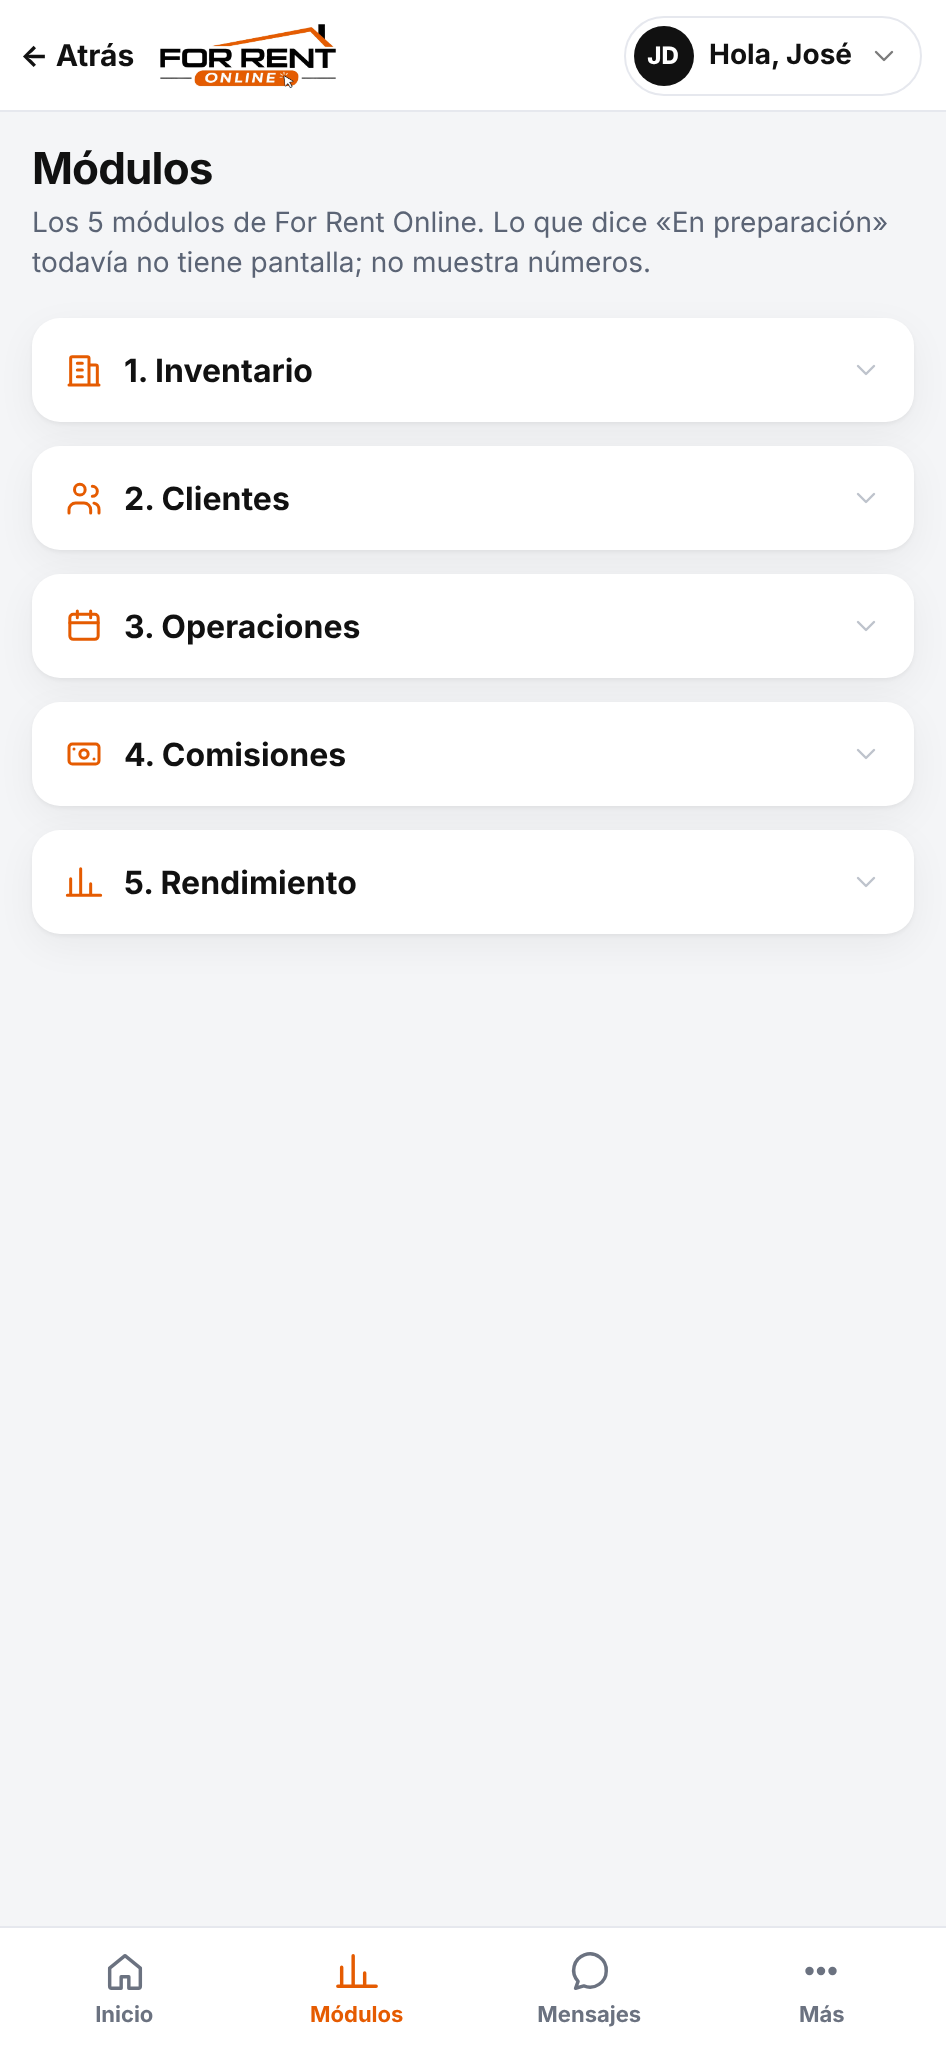 Atrás
FOR RENT
ONLINE
JD
Hola, José
Módulos
Los 5 módulos de For Rent Online. Lo que dice «En preparación»
todavía no tiene pantalla; no muestra números.
1. Inventario
2. Clientes
3. Operaciones
4. Comisiones
5. Rendimiento
Inicio
Módulos
Mensajes
Más